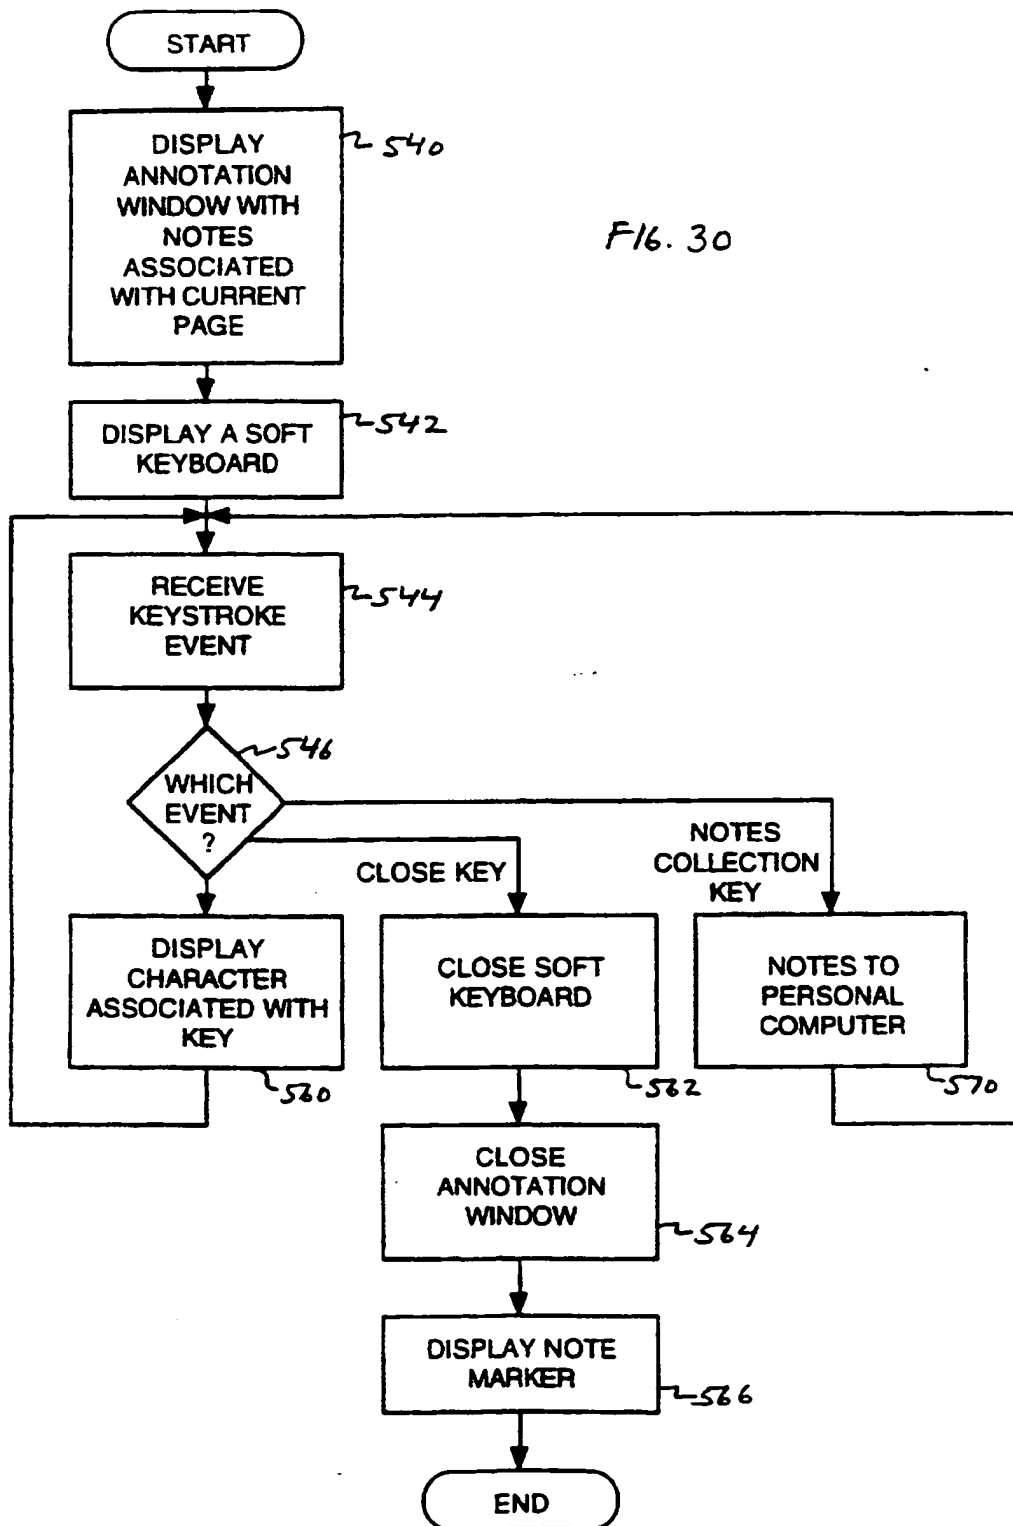 START
DISPLAY
ANNOTATION
WINDOW WITH
NOTES
ASSOCIATED
WITH CURRENT
PAGE
540
FIG. 30
DISPLAY A SOFT
KEYBOARD
542
RECEIVE
KEYSTROKE
EVENT
544
WHICH
EVENT
?
546
CLOSE KEY
NOTES
COLLECTION
KEY
DISPLAY
CHARACTER
ASSOCIATED WITH
KEY
560
CLOSE SOFT
KEYBOARD
562
NOTES TO
PERSONAL
COMPUTER
570
CLOSE
ANNOTATION
WINDOW
564
DISPLAY NOTE
MARKER
566
END